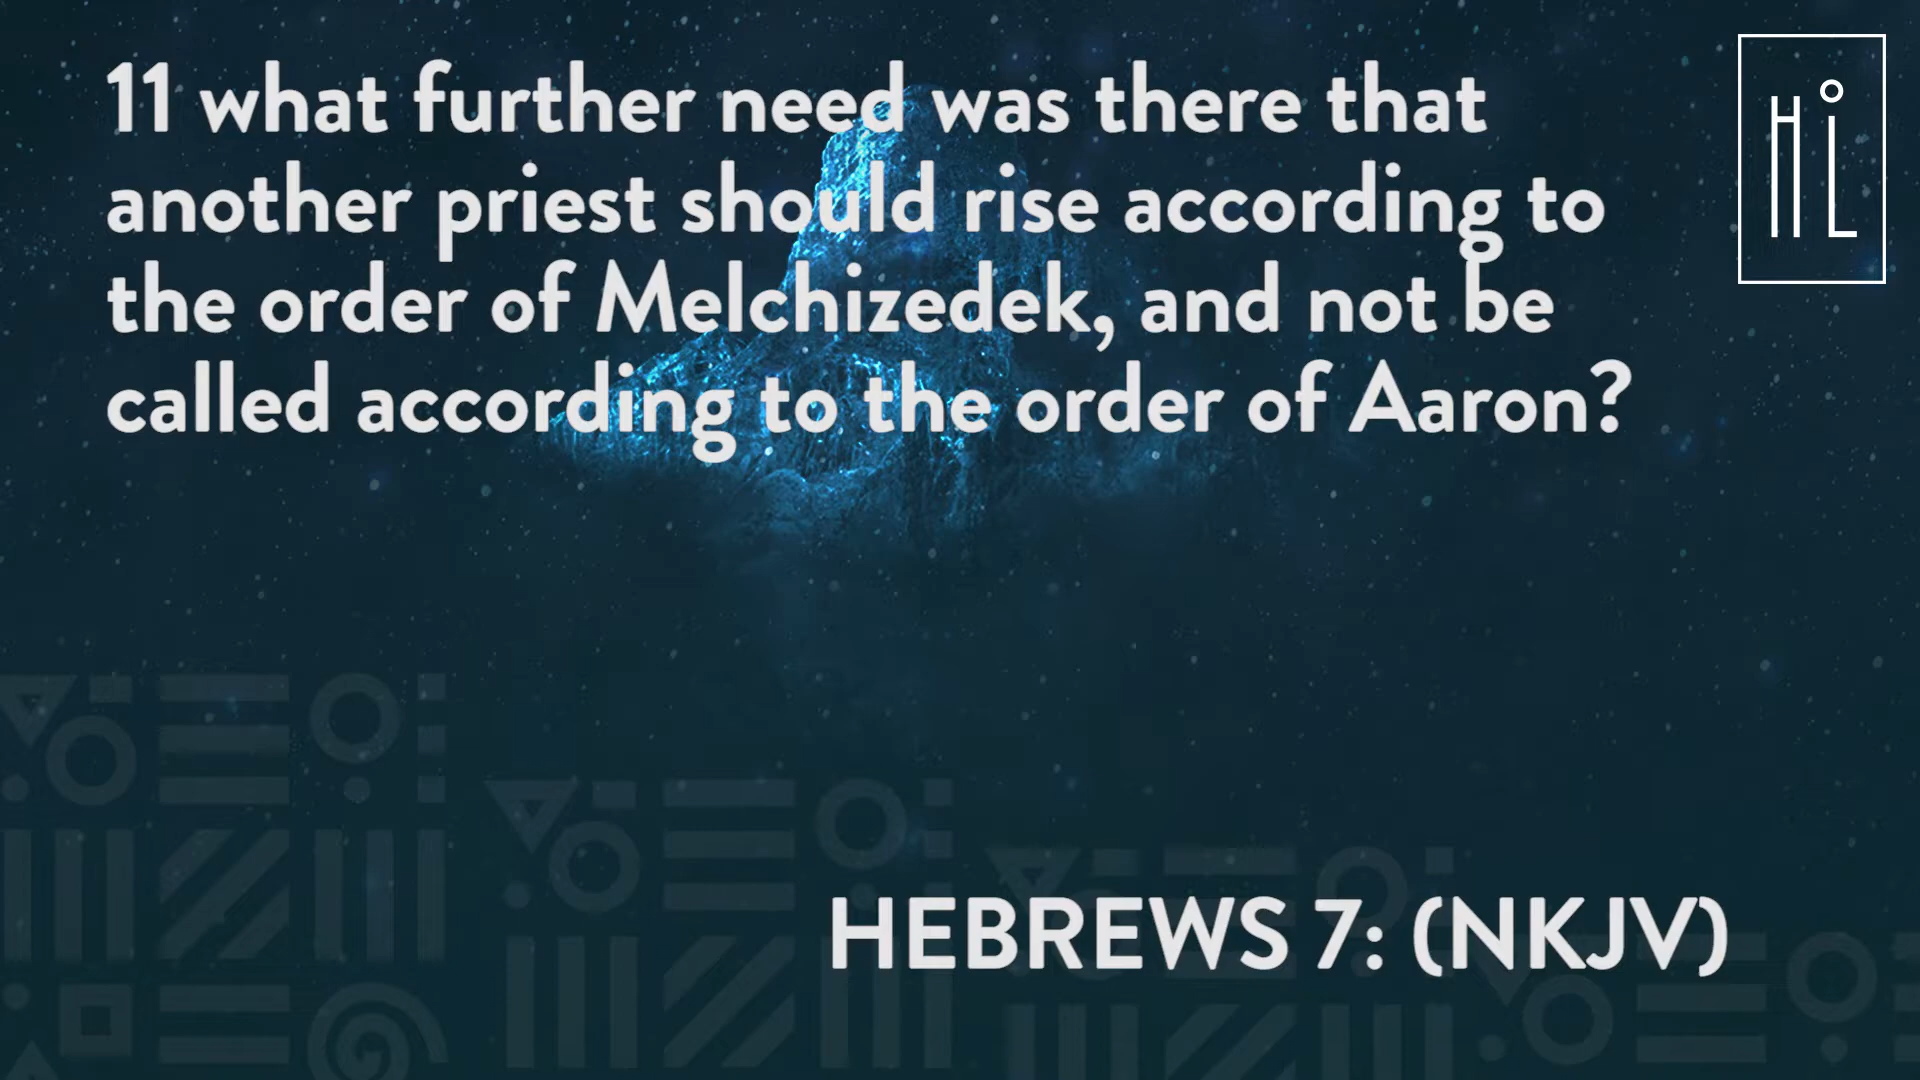 11 what further need was there that
another priest should rise according to
the order of Melchizedek, and not be
called according to the order of Aaron?
HiL
HEBREWS 7: (NKJV)